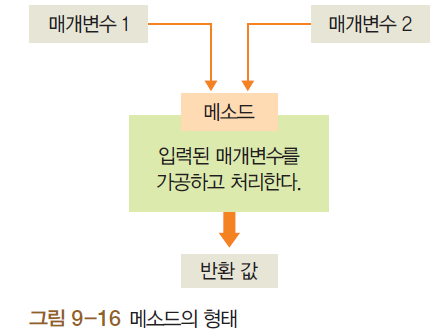 매개변수 1
매개변수 2
메소드
입력된 매개변수를
가공하고 처리한다.
반환 값
그림 9-16 메소드의 형태